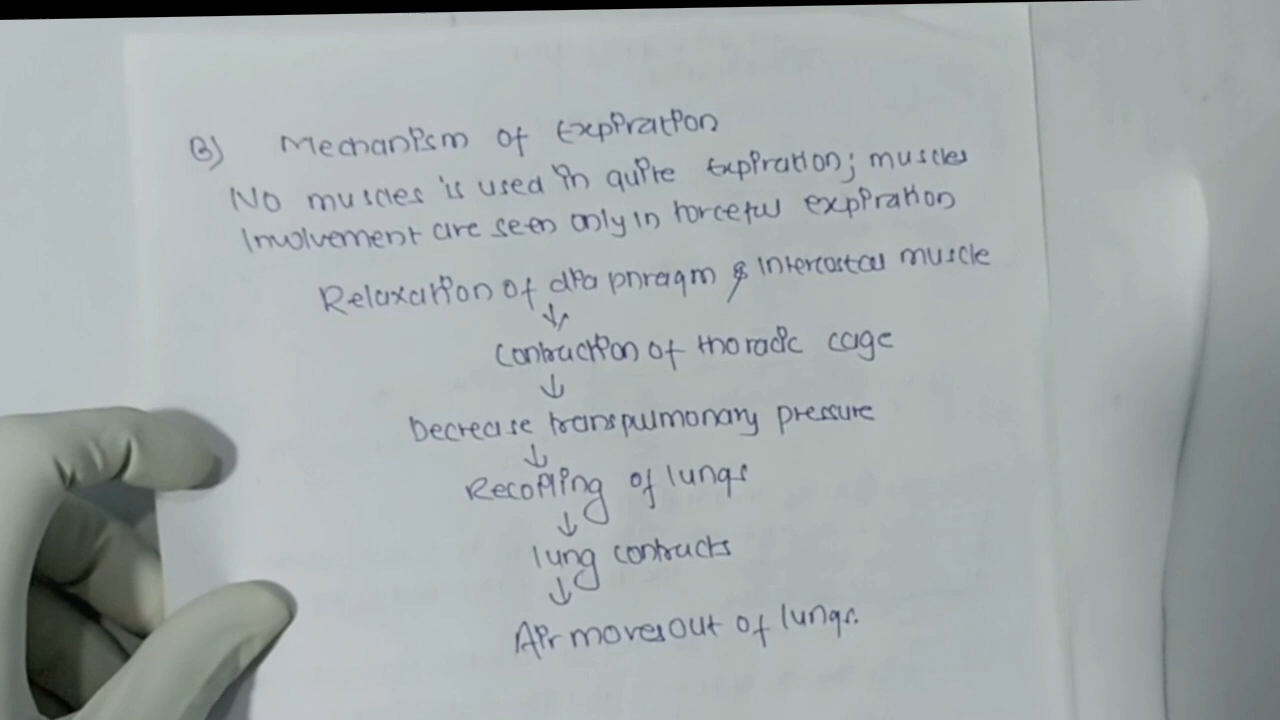 B) Mechanism of Expiration
No muscles is used in quite expiration; muscles
Involvement are seen only in forceful expiration
Relaxation of diaphragm & intercostal muscle
↓
Contraction of thoracic cage
↓
Decrease transpulmonary pressure
↓
Recoiling of lungs
↓
lung contracts
↓
Air moves out of lungs.